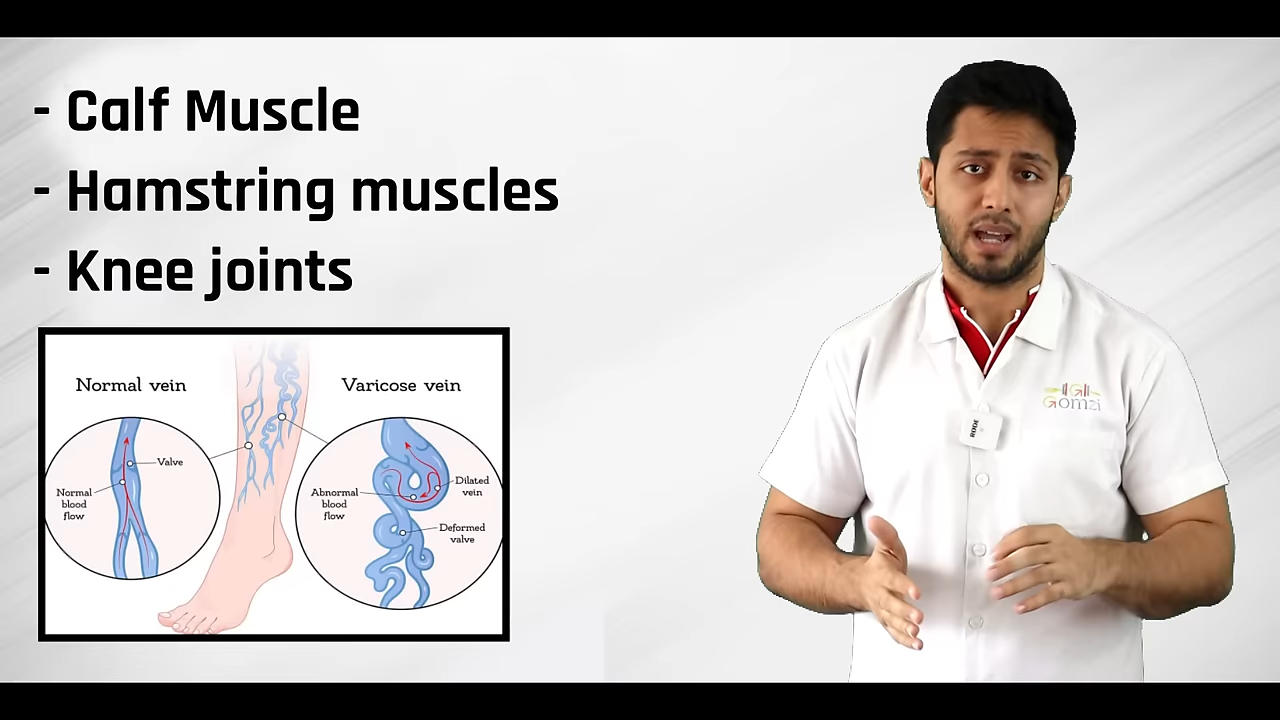 - Calf Muscle
- Hamstring muscles
- Knee joints
Normal vein
Varicose vein
Valve
Normal
blood
flow
Abnormal
blood
flow
Dilated
vein
Deformed
valve
Gomzi
RODE